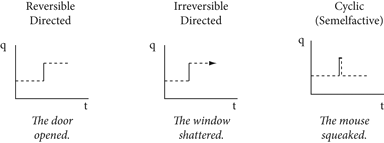 Reversible
Directed
q
t
The door
opened.
Irreversible
Directed
q
t
The window
shattered.
Cyclic
(Semelfactive)
q
t
The mouse
squeaked.